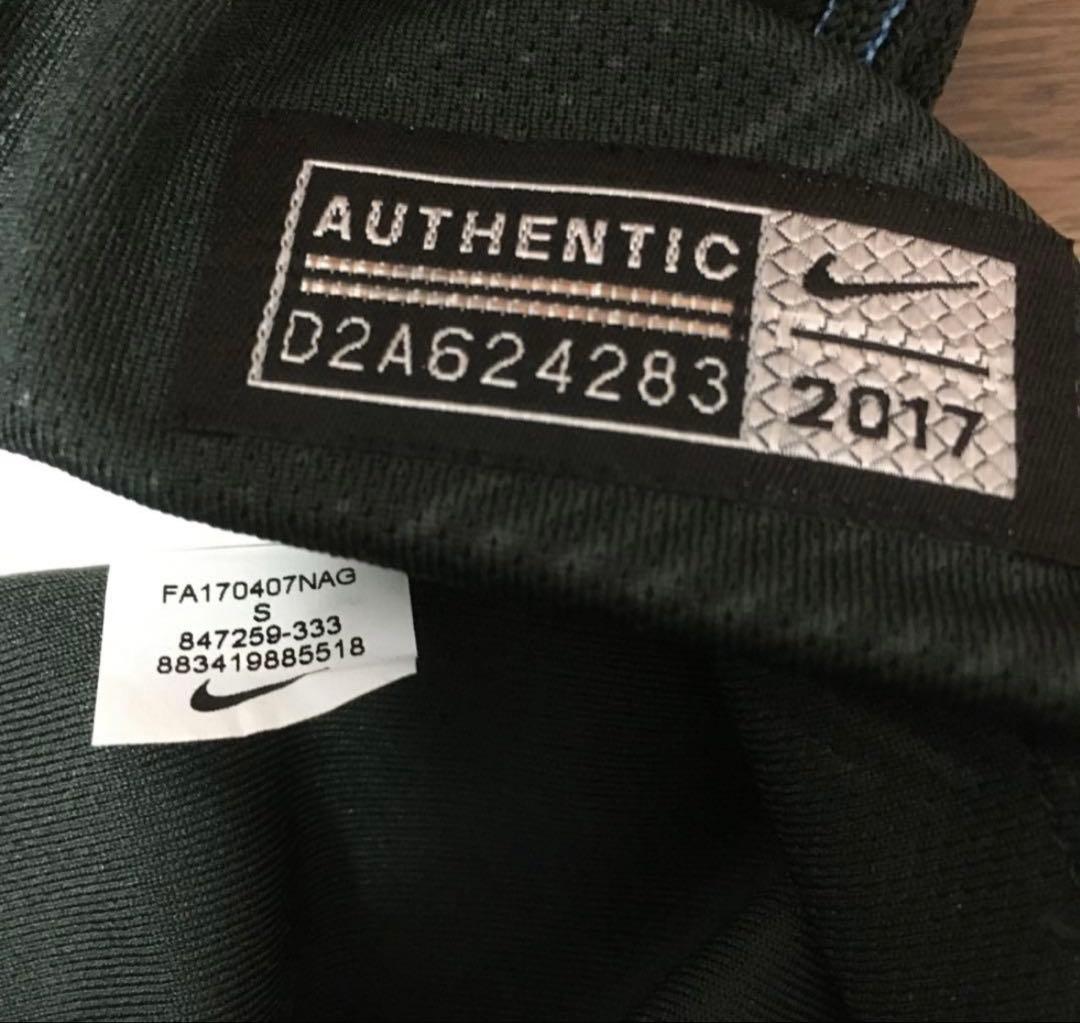 AUTHENTIC
D2A624283
2017
FA170407NAG
S
847259-333
883419885518